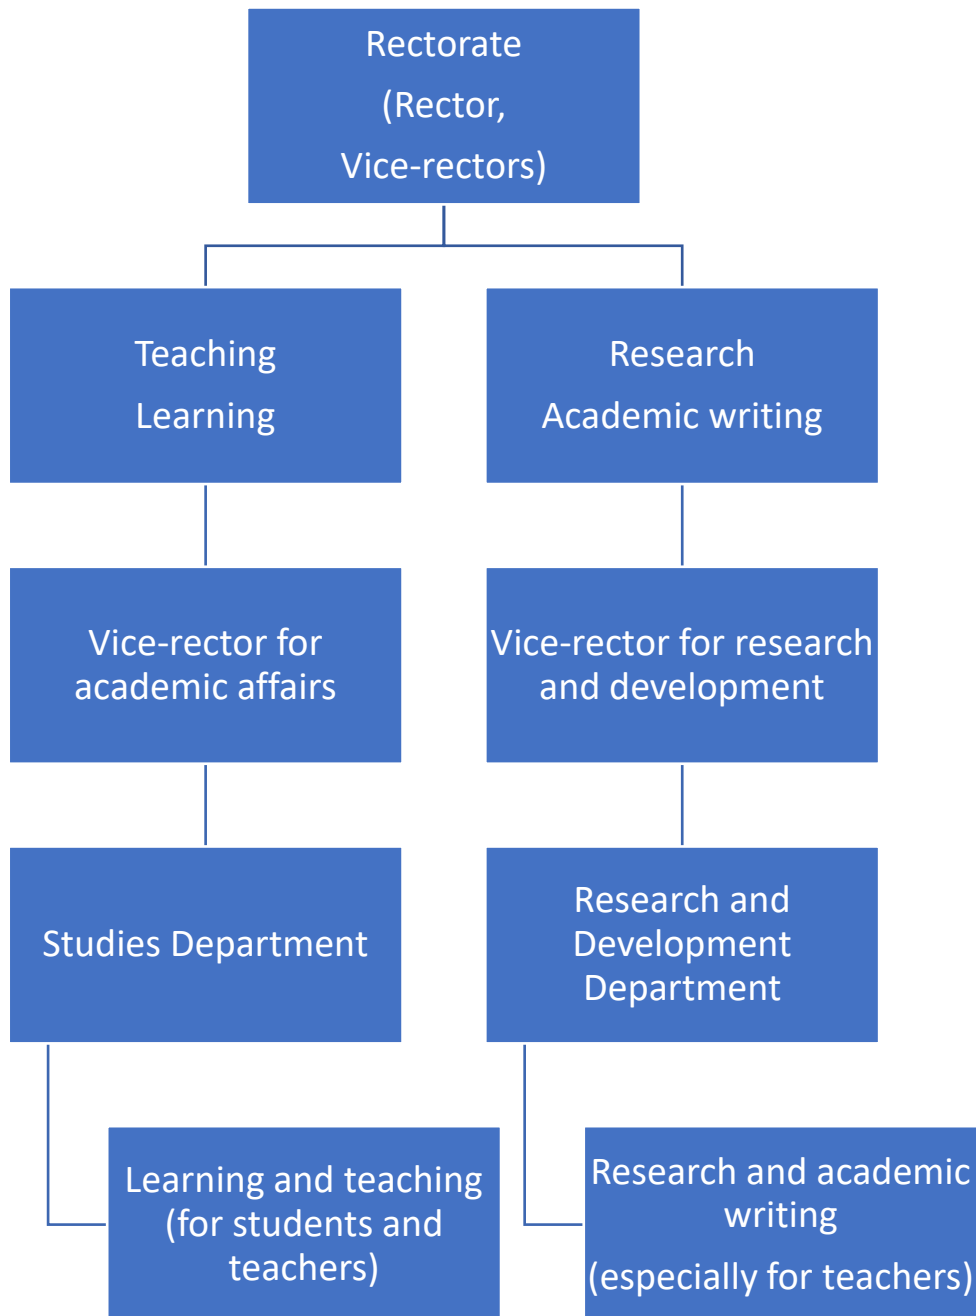 Rectorate
(Rector,
Vice-rectors)
Teaching
Learning
Research
Academic writing
Vice-rector for
academic affairs
Vice-rector for research
and development
Studies Department
Research and
Development
Department
Learning and teaching
(for students and
teachers)
Research and academic
writing
(especially for teachers)